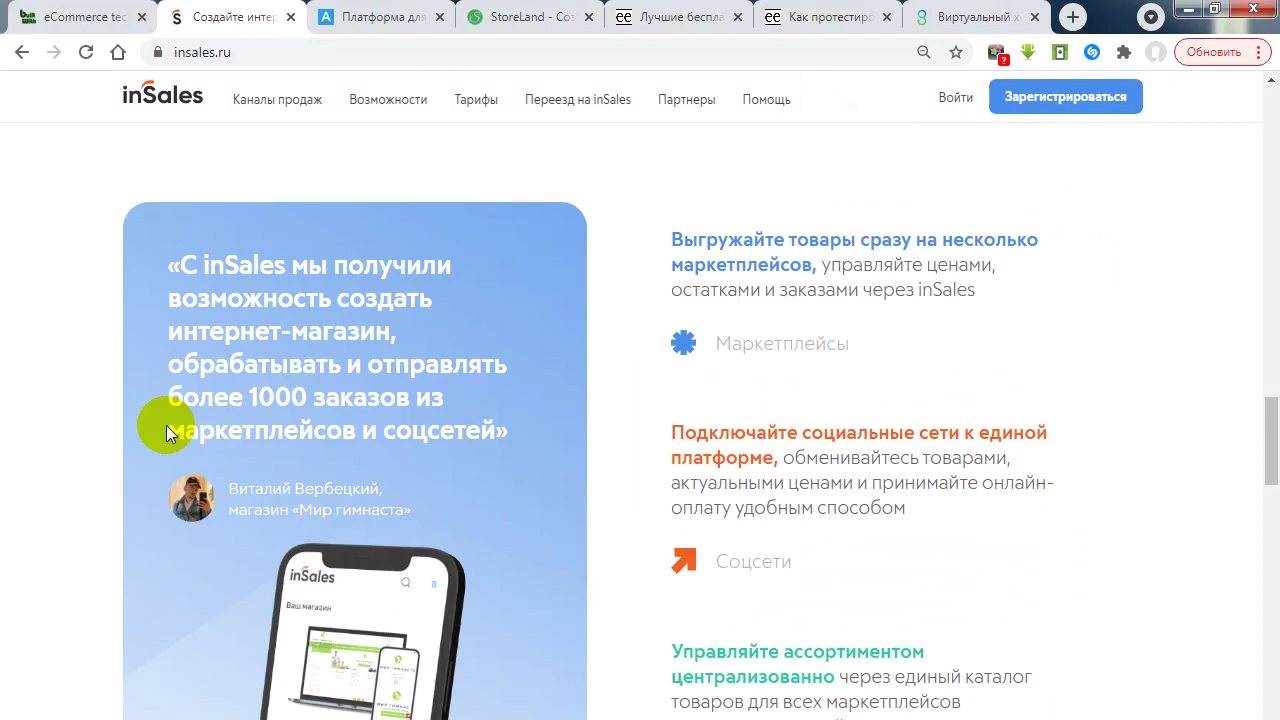 eCommerce tec
Создайте интер
Платформа для
StoreLand - Cos
Лучшие беспл
Как протестиро
Виртуальный х
insales.ru
Обновить
inSales
Каналы продаж
Возможности
Тарифы
Переезд на inSales
Партнеры
Помощь
Войти
Зарегистрироваться
«С inSales мы получили
возможность создать
интернет-магазин,
обрабатывать и отправлять
более 1000 заказов из
маркетплейсов и соцсетей»
Виталий Вербецкий,
магазин «Мир гимнаста»
inSales
Ваш магазин
Выгружайте товары сразу на несколько
маркетплейсов, управляйте ценами,
остатками и заказами через inSales
Маркетплейсы
Подключайте социальные сети к единой
платформе, обменивайтесь товарами,
актуальными ценами и принимайте онлайн-
оплату удобным способом
Соцсети
Управляйте ассортиментом
централизованно через единый каталог
товаров для всех маркетплейсов